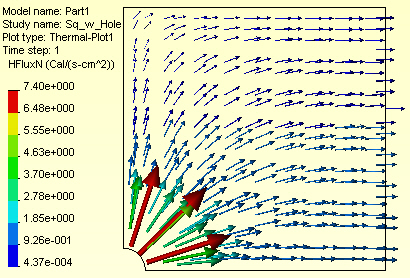 Model name: Part1
Study name: Sq_w_Hole
Plot type: Thermal-Plot1
Time step: 1
HFluxN (Cal/(s-cm^2))
7.40e+000
6.48e+000
5.55e+000
4.63e+000
3.70e+000
2.78e+000
1.85e+000
9.26e-001
4.37e-004